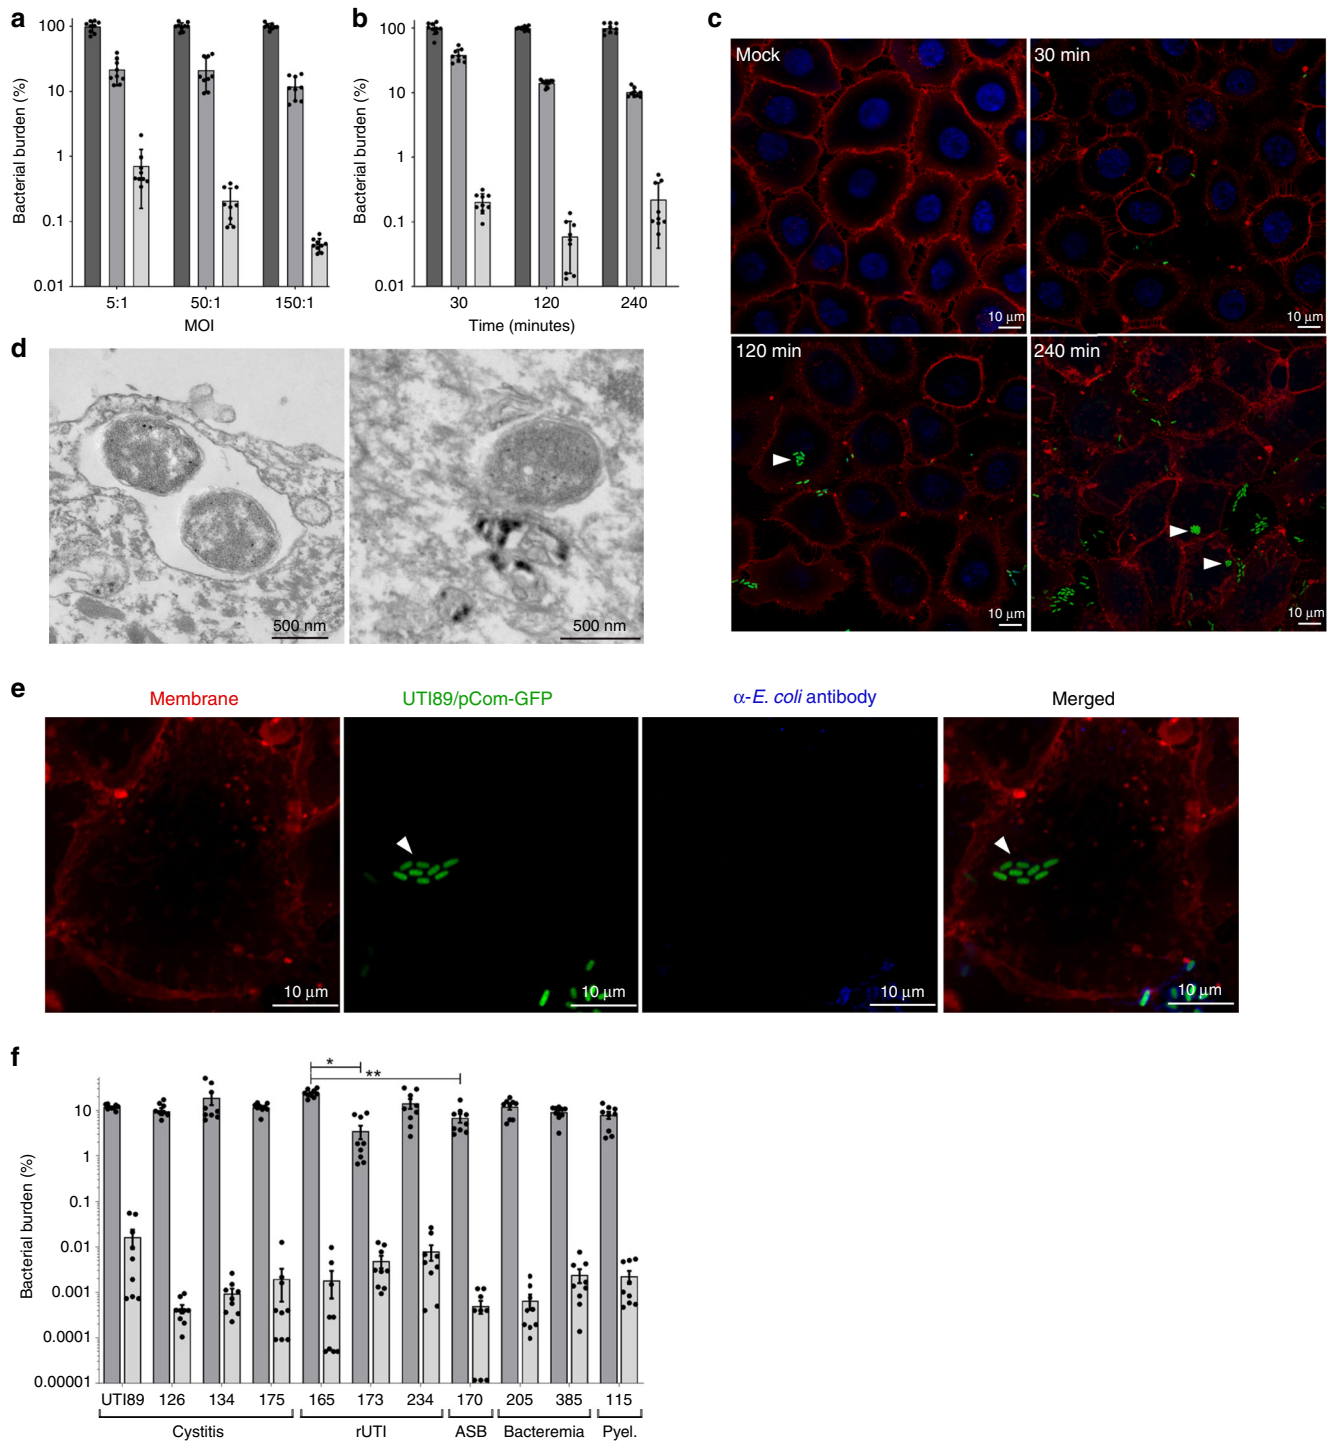 a
100
10
1
0.1
0.01
Bacterial burden (%)
5:1 50:1 150:1
MOI
b
100
10
1
0.1
0.01
Bacterial burden (%)
30 120 240
Time (minutes)
c
Mock
10 μm
30 min
10 μm
120 min
10 μm
240 min
10 μm
d
500 nm
500 nm
e
Membrane
UTI89/pCom-GFP
α-E. coli antibody
Merged
10 μm
10 μm
10 μm
10 μm
f
*
**
10
1
0.1
0.01
0.001
0.0001
0.00001
Bacterial burden (%)
UTI89 126 134 175 165 173 234 170 205 385 115
Cystitis rUTI ASB Bacteremia Pyel.